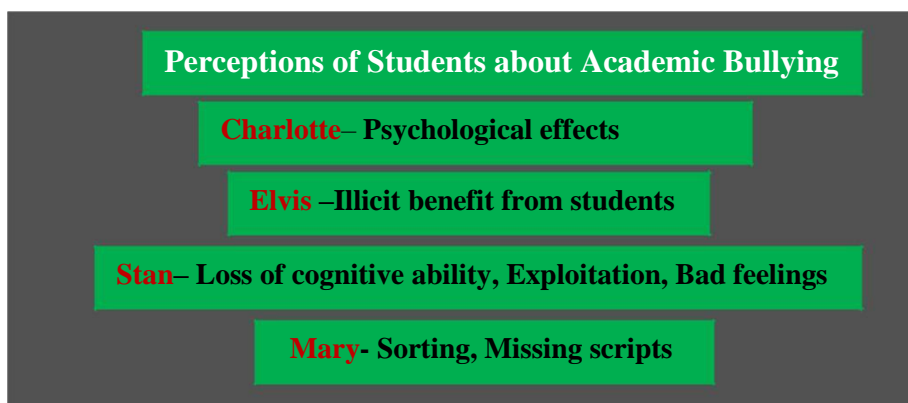 Perceptions of Students about Academic Bullying
Charlotte– Psychological effects
Elvis –Illicit benefit from students
Stan– Loss of cognitive ability, Exploitation, Bad feelings
Mary- Sorting, Missing scripts